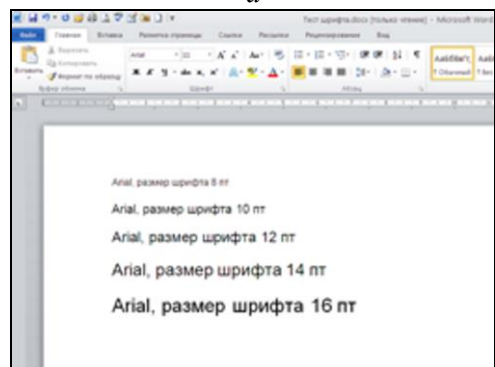 а
Тест шрифта.docx [только чтение] - Microsoft Word
Файл Главная Вставка Разметка страницы Ссылки Рассылки Рецензирование Вид
Вырезать
Копировать
Формат по образцу
Вставить
Arial
Ж К Ч
Буфер обмена Шрифт Абзац
АаБбВвГг,
Обычный
Arial, размер шрифта 8 пт
Arial, размер шрифта 10 пт
Arial, размер шрифта 12 пт
Arial, размер шрифта 14 пт
Arial, размер шрифта 16 пт